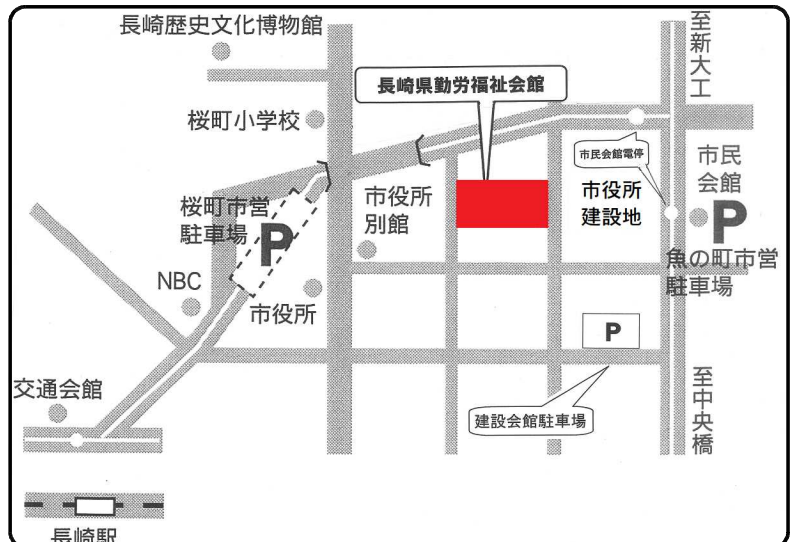 長崎歴史文化博物館
至新大工
長崎県勤労福祉会館
桜町小学校
市民会館電停
市民
会館
P
市役所
建設地
市役所
別館
桜町市営
駐車場
P
魚の町市営
駐車場
NBC
市役所
P
交通会館
至中央橋
建設会館駐車場
長崎駅